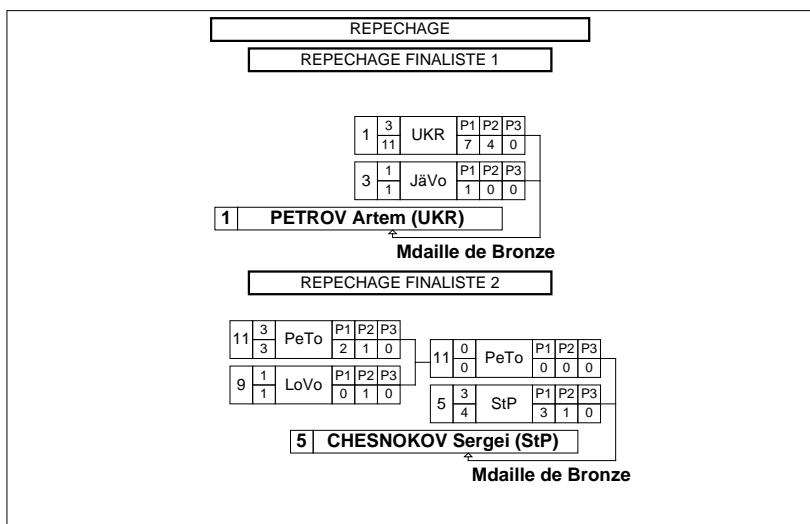 REPECHAGE
REPECHAGE FINALISTE 1
1 3 11 UKR P1 P2 P3
7 4 0
3 1 1 JäVo P1 P2 P3
1 0 0
1 PETROV Artem (UKR)
Mdaille de Bronze
REPECHAGE FINALISTE 2
11 3 3 PeTo P1 P2 P3
2 1 0
9 1 1 LoVo P1 P2 P3
0 1 0
11 0 0 PeTo P1 P2 P3
0 0 0
5 3 4 StP P1 P2 P3
3 1 0
5 CHESNOKOV Sergei (StP)
Mdaille de Bronze